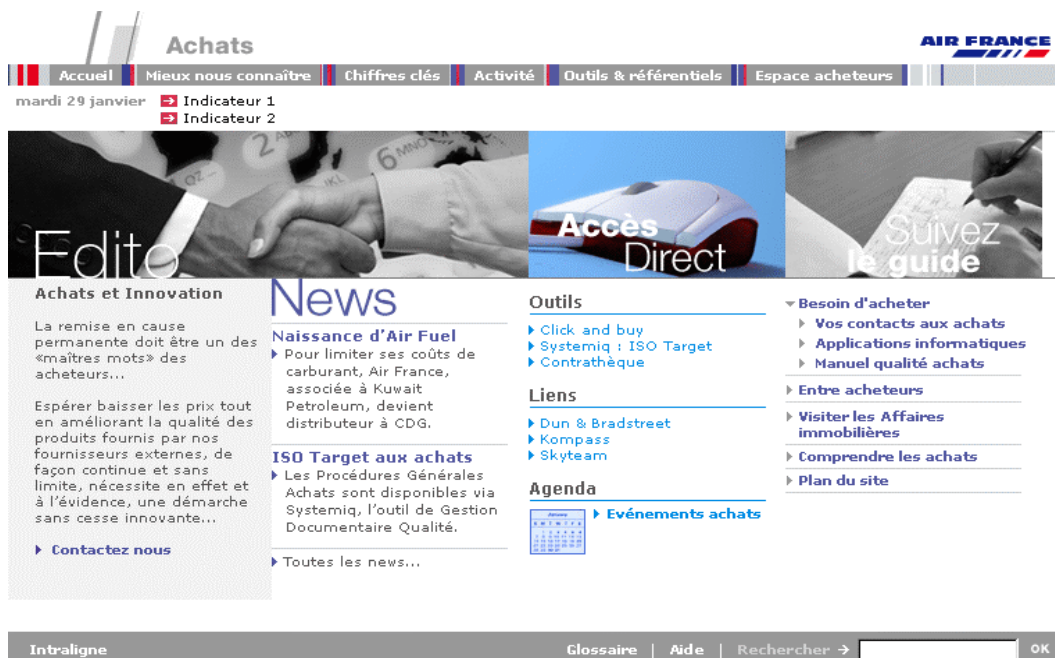 Achats
AIR FRANCE
Accueil
Mieux nous connaître
Chiffres clés
Activité
Outils & référentiels
Espace acheteurs
mardi 29 janvier
Indicateur 1
Indicateur 2
Edito
Accès
Direct
Suivez
le guide
Achats et Innovation
La remise en cause
permanente doit être un des
«maîtres mots» des
acheteurs...
Espérer baisser les prix tout
en améliorant la qualité des
produits fournis par nos
fournisseurs externes, de
façon continue et sans
limite, nécessite en effet et
à l'évidence, une démarche
sans cesse innovante...
Contactez nous
News
Naissance d'Air Fuel
Pour limiter ses coûts de
carburant, Air France,
associée à Kuwait
Petroleum, devient
distributeur à CDG.
ISO Target aux achats
Les Procédures Générales
Achats sont disponibles via
Systemiq, l'outil de Gestion
Documentaire Qualité.
Toutes les news...
Outils
Click and buy
Systemiq : ISO Target
Contrathèque
Liens
Dun & Bradstreet
Kompass
Skyteam
Agenda
Evénements achats
Besoin d'acheter
Vos contacts aux achats
Applications informatiques
Manuel qualité achats
Entre acheteurs
Visiter les Affaires
immobilières
Comprendre les achats
Plan du site
Intraligne
Glossaire | Aide | Rechercher → OK